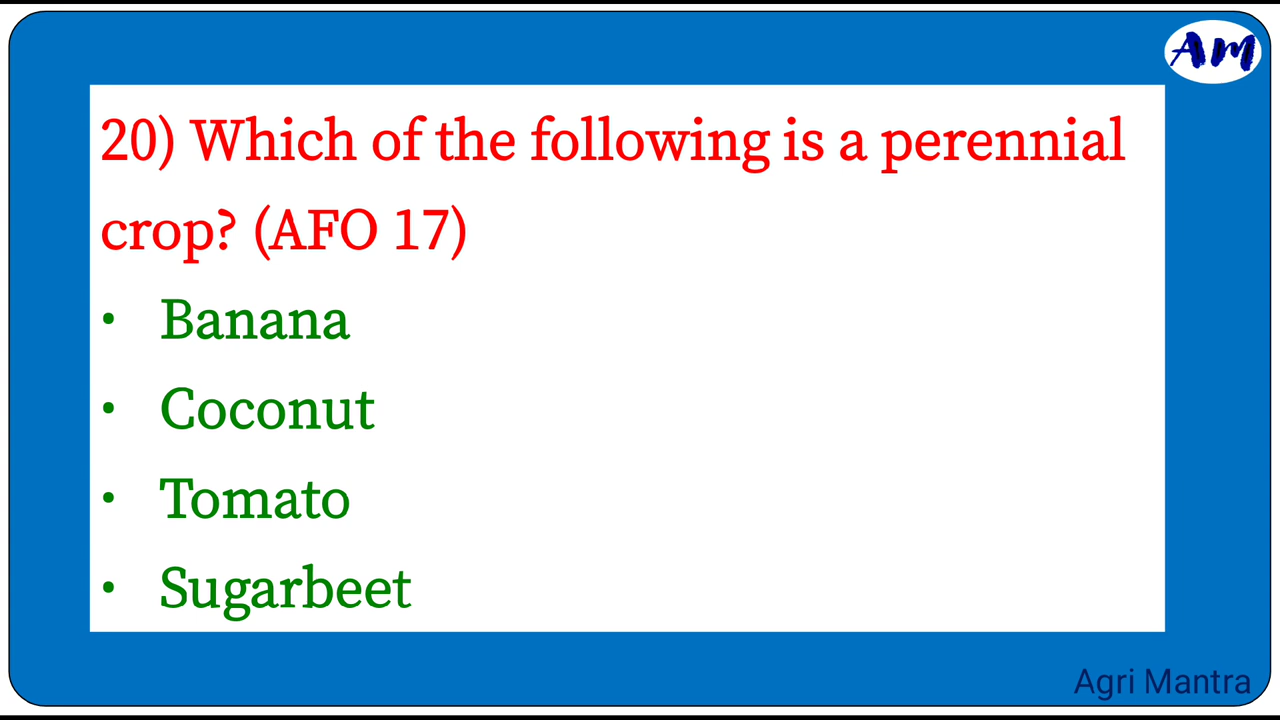 AM
20) Which of the following is a perennial
crop? (AFO 17)
• Banana
• Coconut
• Tomato
• Sugarbeet
Agri Mantra